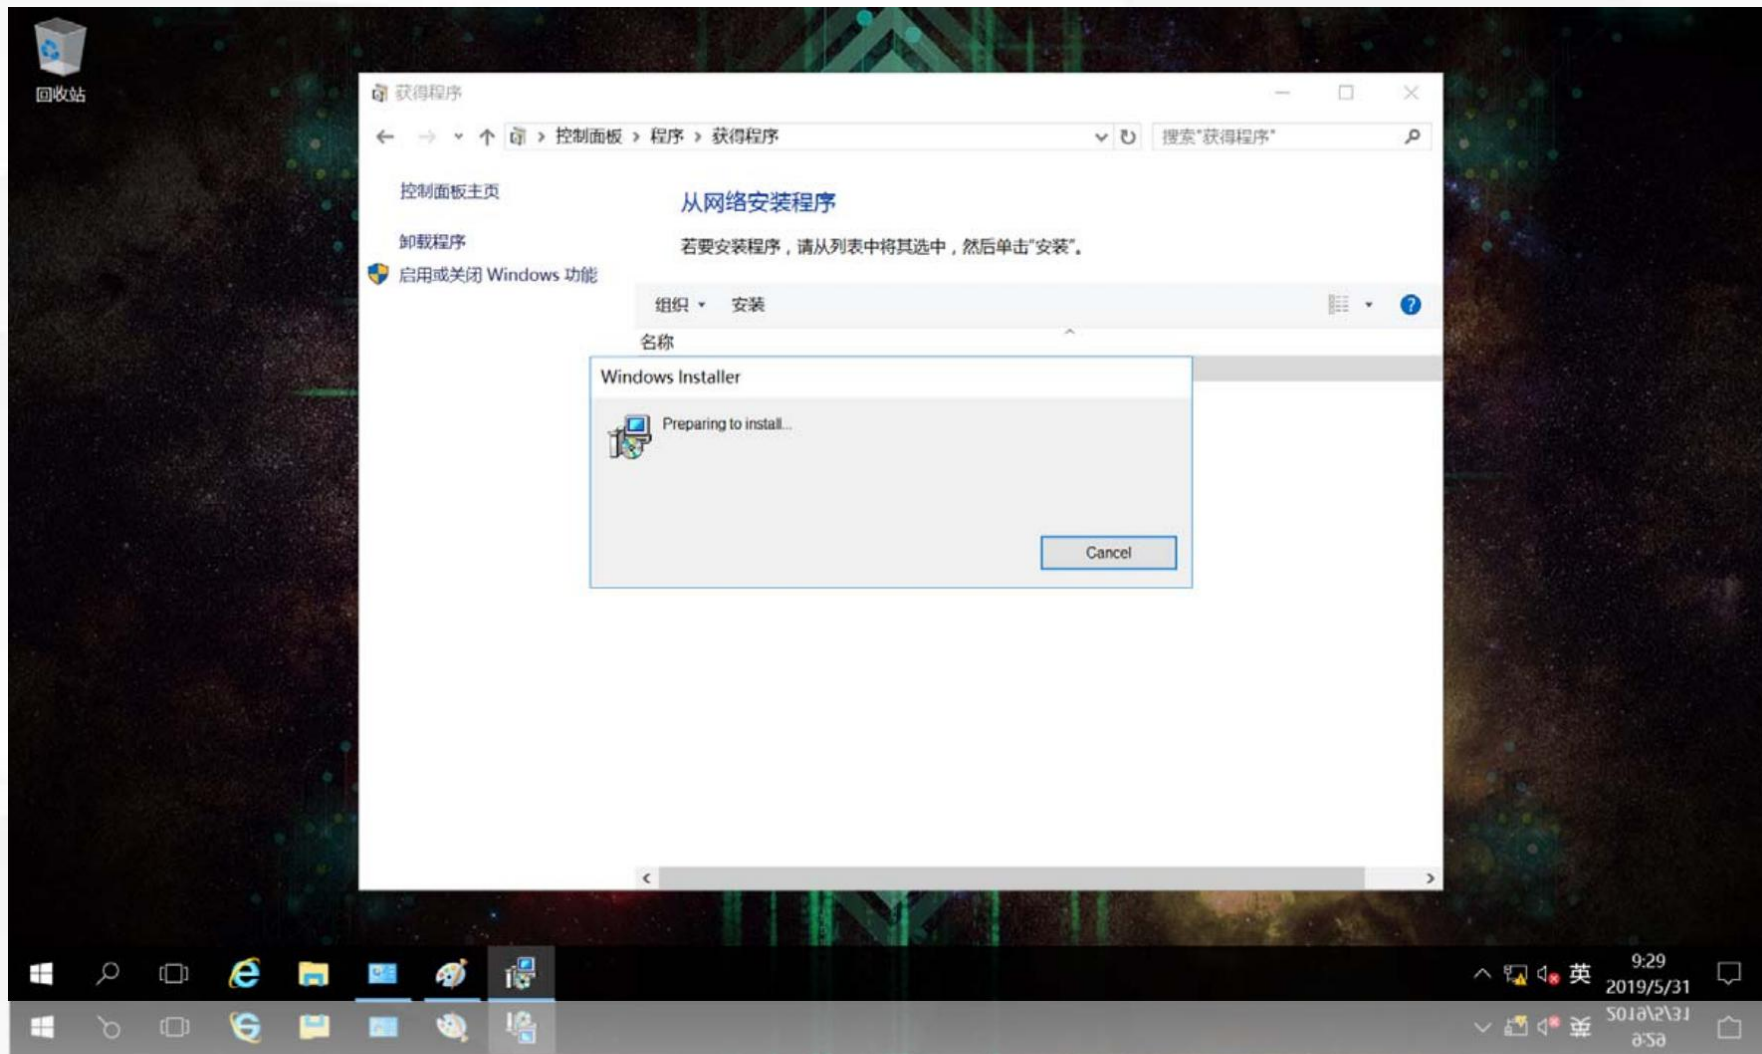 回收站
获得程序
控制面板 > 程序 > 获得程序
搜索"获得程序"
控制面板主页
卸载程序
启用或关闭 Windows 功能
从网络安装程序
若要安装程序，请从列表中将其选中，然后单击"安装"。
组织 安装
名称
Windows Installer
Preparing to install...
Cancel
英
9:29
2019/5/31